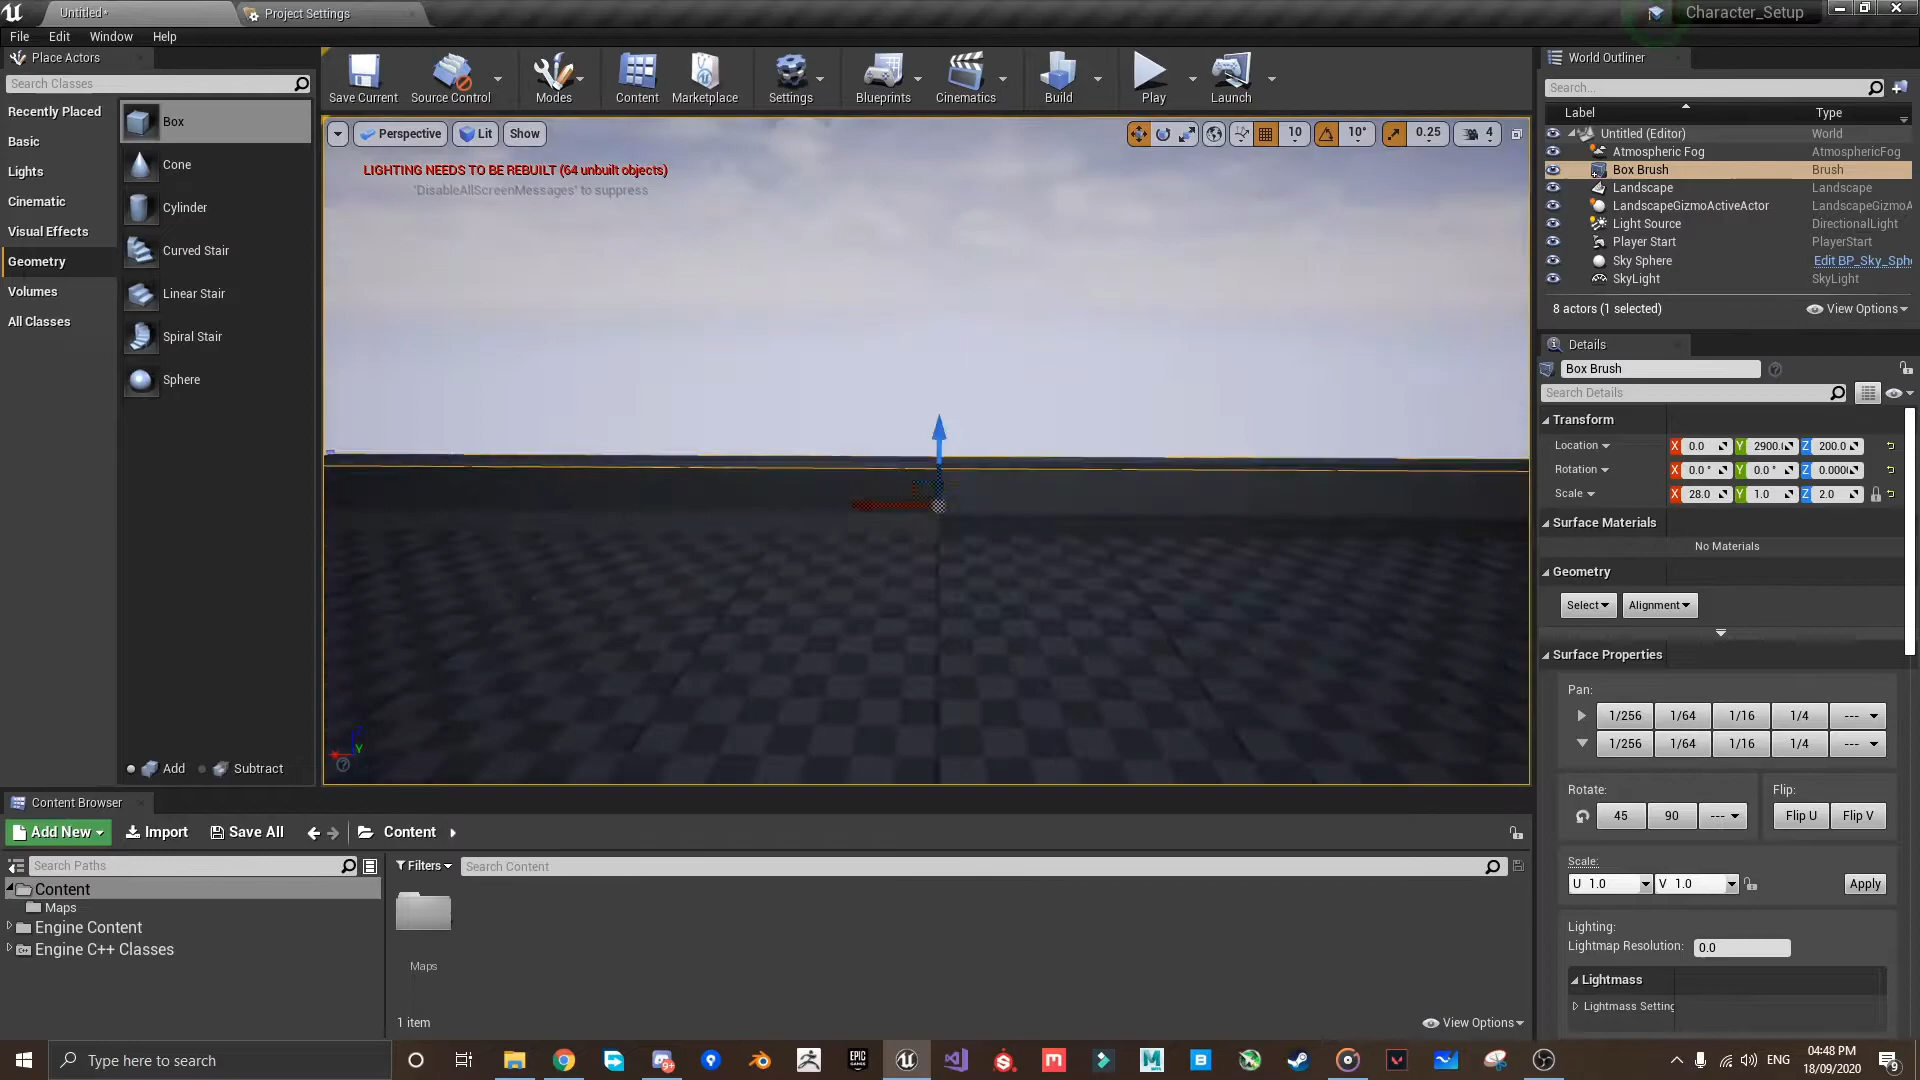 Untitled*
Project Settings
Character_Setup
File Edit Window Help
Place Actors
Search Classes
Recently Placed
Basic
Lights
Cinematic
Visual Effects
Geometry
Volumes
All Classes
Box
Cone
Cylinder
Curved Stair
Linear Stair
Spiral Stair
Sphere
Add Subtract
Save Current Source Control Modes Content Marketplace Settings Blueprints Cinematics Build Play Launch
Perspective Lit Show
10 10° 0.25 4
LIGHTING NEEDS TO BE REBUILT (64 unbuilt objects)
'DisableAllScreenMessages' to suppress
Z
Y
World Outliner
Search...
Label Type
Untitled (Editor) World
Atmospheric Fog AtmosphericFog
Box Brush Brush
Landscape Landscape
LandscapeGizmoActiveActor LandscapeGizmoA
Light Source DirectionalLight
Player Start PlayerStart
Sky Sphere Edit BP_Sky_Sph
SkyLight SkyLight
8 actors (1 selected) View Options
Details
Box Brush
Search Details
Transform
Location X 0.0 Y 2900.0 Z 200.0
Rotation X 0.0 ° Y 0.0 ° Z 0.000
Scale X 28.0 Y 1.0 Z 2.0
Surface Materials
No Materials
Geometry
Select Alignment
Surface Properties
Pan:
1/256 1/64 1/16 1/4 ---
1/256 1/64 1/16 1/4 ---
Rotate: Flip:
45 90 --- Flip U Flip V
Scale:
U 1.0 V 1.0 Apply
Lighting:
Lightmap Resolution: 0.0
Lightmass
Lightmass Setting
Content Browser
Add New Import Save All Content
Search Paths
Filters Search Content
Content
Maps
Engine Content
Engine C++ Classes
Maps
1 item View Options
Type here to search
EPIC GAMES
ENG
04:48 PM
18/09/2020
9